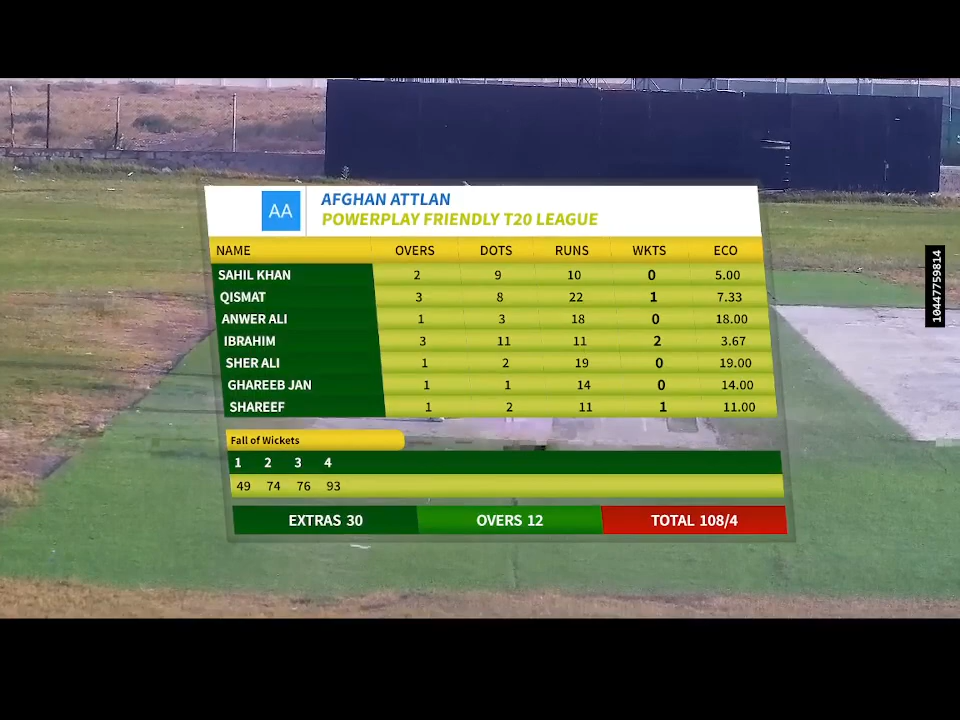 AFGHAN ATTLAN
AA
POWERPLAY FRIENDLY T20 LEAGUE
NAME OVERS DOTS RUNS WKTS ECO
SAHIL KHAN 2 9 10 0 5.00
QISMAT 3 8 22 1 7.33
ANWER ALI 1 3 18 0 18.00
IBRAHIM 3 11 11 2 3.67
SHER ALI 1 2 19 0 19.00
GHAREEB JAN 1 1 14 0 14.00
SHAREEF 1 2 11 1 11.00
Fall of Wickets
1 2 3 4
49 74 76 93
EXTRAS 30 OVERS 12 TOTAL 108/4
10447759814